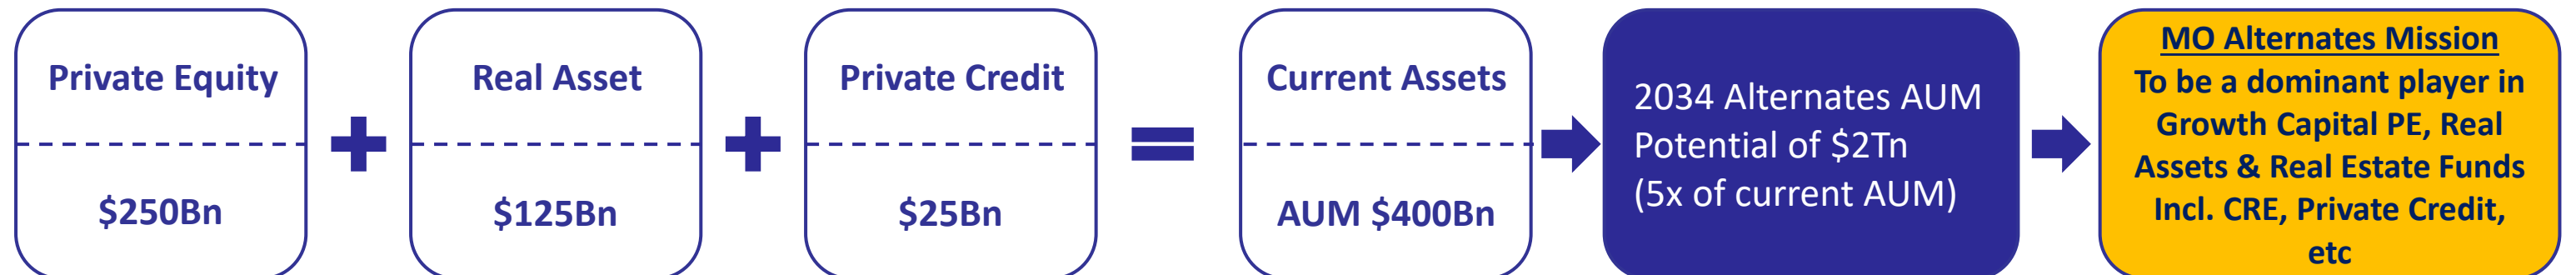 Private Equity
$250Bn
Real Asset
$125Bn
Private Credit
$25Bn
Current Assets
AUM $400Bn
2034 Alternates AUM
Potential of $2Tn
(5x of current AUM)
MO Alternates Mission
To be a dominant player in
Growth Capital PE, Real
Assets & Real Estate Funds
Incl. CRE, Private Credit,
etc